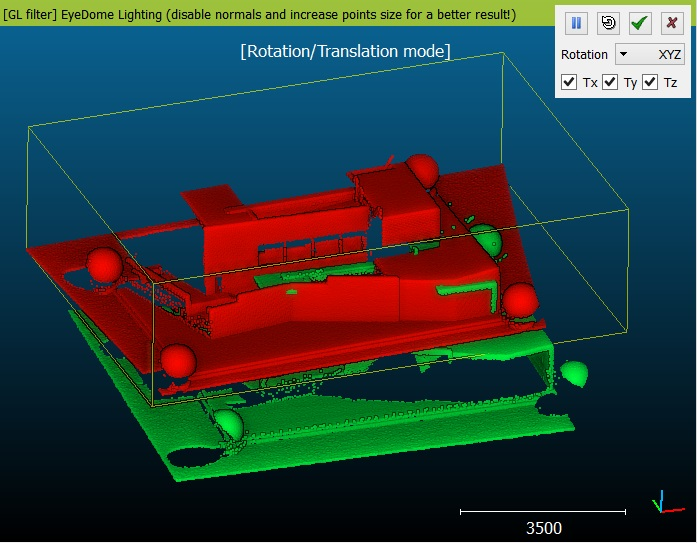 [GL filter] EyeDome Lighting (disable normals and increase points size for a better result!)
[Rotation/Translation mode]
Rotation XYZ
Tx Ty Tz
3500